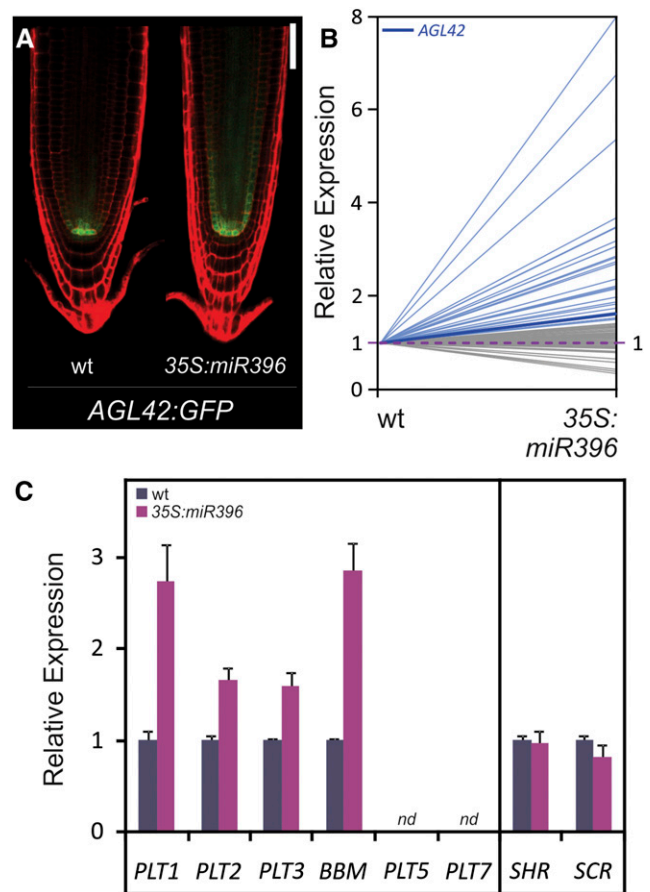 A
wt
35S:miR396
AGL42:GFP
B
AGL42
Relative Expression
8
6
4
2
1
0
1
wt
35S:
miR396
C
wt
35S:miR396
Relative Expression
3
2
1
0
nd
nd
PLT1 PLT2 PLT3 BBM PLT5 PLT7 SHR SCR